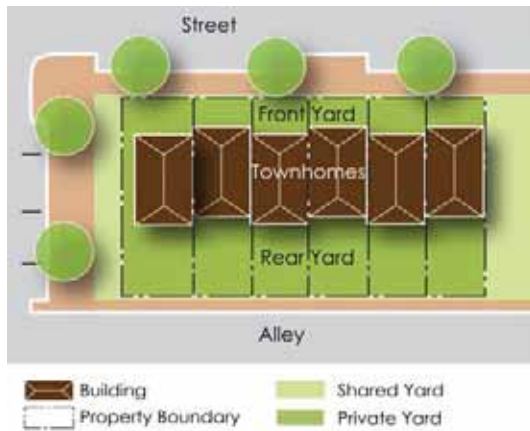 Street
Front Yard
Townhomes
Rear Yard
Alley
Building
Shared Yard
Property Boundary
Private Yard